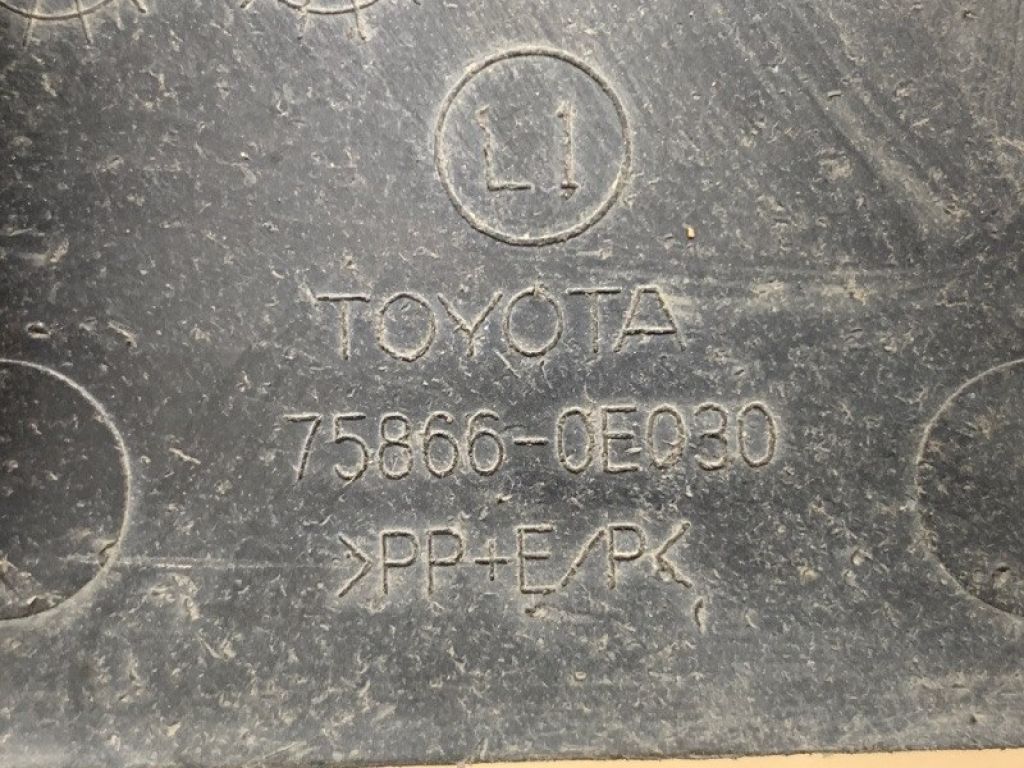 L1
TOYOTA
75866-0E030
>PP+E/P<